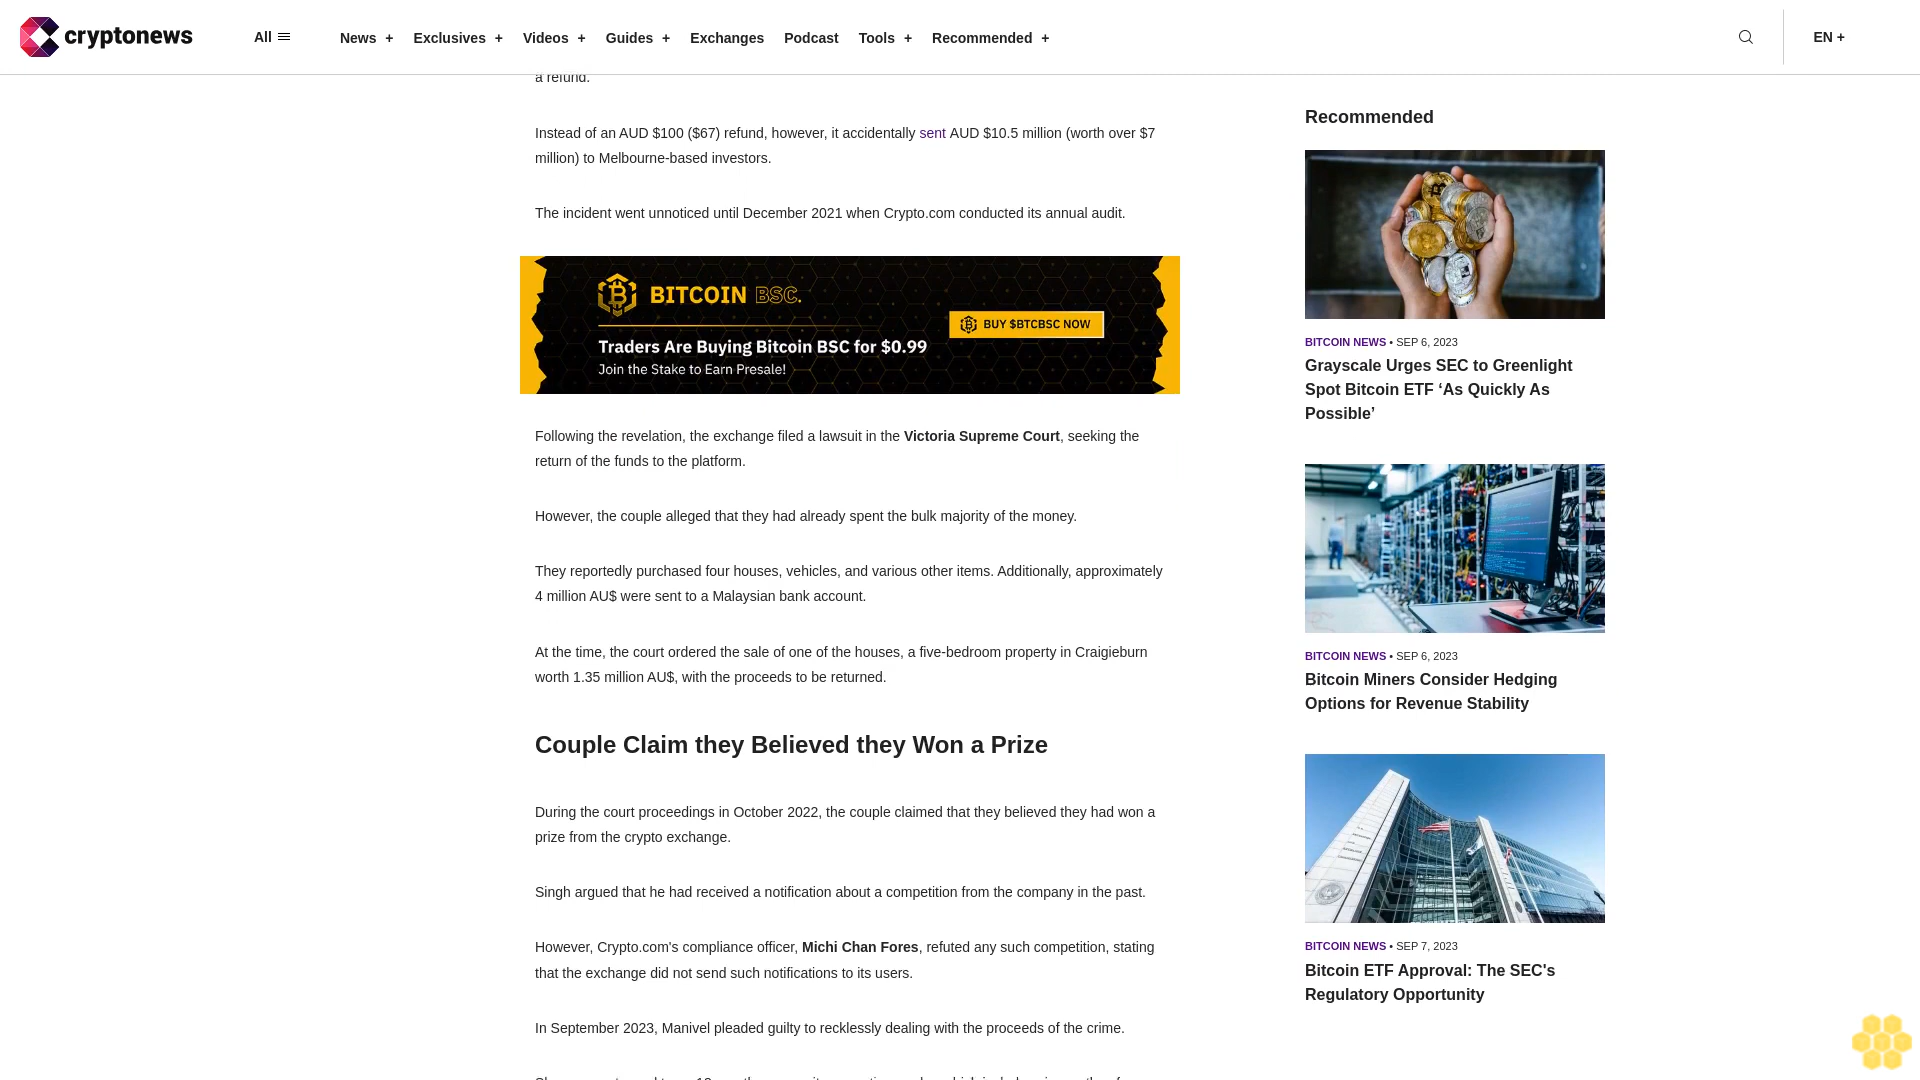 cryptonews
All
News +
Exclusives +
Videos +
Guides +
Exchanges
Podcast
Tools +
Recommended +
EN +
a refund.
Instead of an AUD $100 ($67) refund, however, it accidentally sent AUD $10.5 million (worth over $7
million) to Melbourne-based investors.
The incident went unnoticed until December 2021 when Crypto.com conducted its annual audit.
BITCOIN BSC.
BUY $BTCBSC NOW
Traders Are Buying Bitcoin BSC for $0.99
Join the Stake to Earn Presale!
Following the revelation, the exchange filed a lawsuit in the Victoria Supreme Court, seeking the
return of the funds to the platform.
However, the couple alleged that they had already spent the bulk majority of the money.
They reportedly purchased four houses, vehicles, and various other items. Additionally, approximately
4 million AU$ were sent to a Malaysian bank account.
At the time, the court ordered the sale of one of the houses, a five-bedroom property in Craigieburn
worth 1.35 million AU$, with the proceeds to be returned.
Couple Claim they Believed they Won a Prize
During the court proceedings in October 2022, the couple claimed that they believed they had won a
prize from the crypto exchange.
Singh argued that he had received a notification about a competition from the company in the past.
However, Crypto.com's compliance officer, Michi Chan Fores, refuted any such competition, stating
that the exchange did not send such notifications to its users.
In September 2023, Manivel pleaded guilty to recklessly dealing with the proceeds of the crime.
Recommended
BITCOIN NEWS • SEP 6, 2023
Grayscale Urges SEC to Greenlight
Spot Bitcoin ETF ‘As Quickly As
Possible’
BITCOIN NEWS • SEP 6, 2023
Bitcoin Miners Consider Hedging
Options for Revenue Stability
BITCOIN NEWS • SEP 7, 2023
Bitcoin ETF Approval: The SEC's
Regulatory Opportunity